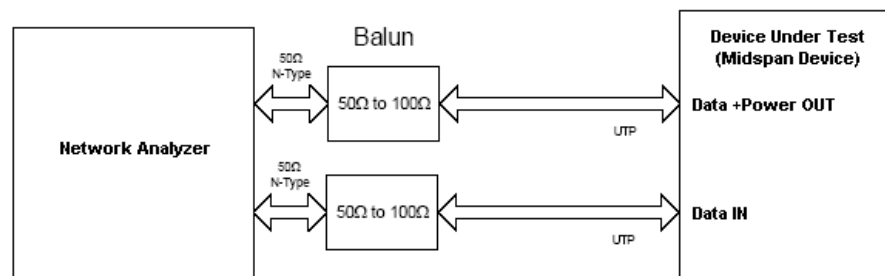 Balun
Device Under Test
(Midspan Device)
50Ω
N-Type
50Ω to 100Ω
Data +Power OUT
UTP
Network Analyzer
50Ω
N-Type
50Ω to 100Ω
Data IN
UTP